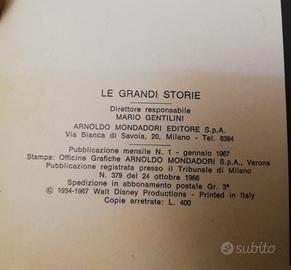 LE GRANDI STORIE
Direttore responsabile
MARIO GENTILINI
ARNOLDO MONDADORI EDITORE S.p.A.
Via Bianca di Savoia, 20, Milano - Tel. 8384
Pubblicazione mensile N. 1 - gennaio 1967
Stampa: Officine Grafiche ARNOLDO MONDADORI S.p.A., Verona
Pubblicazione registrata presso il Tribunale di Milano
N. 379 del 24 ottobre 1966
Spedizione in abbonamento postale Gr. 3ª
© 1934-1967 Walt Disney Productions - Printed in Italy
Copie arretrate: L. 400
subito